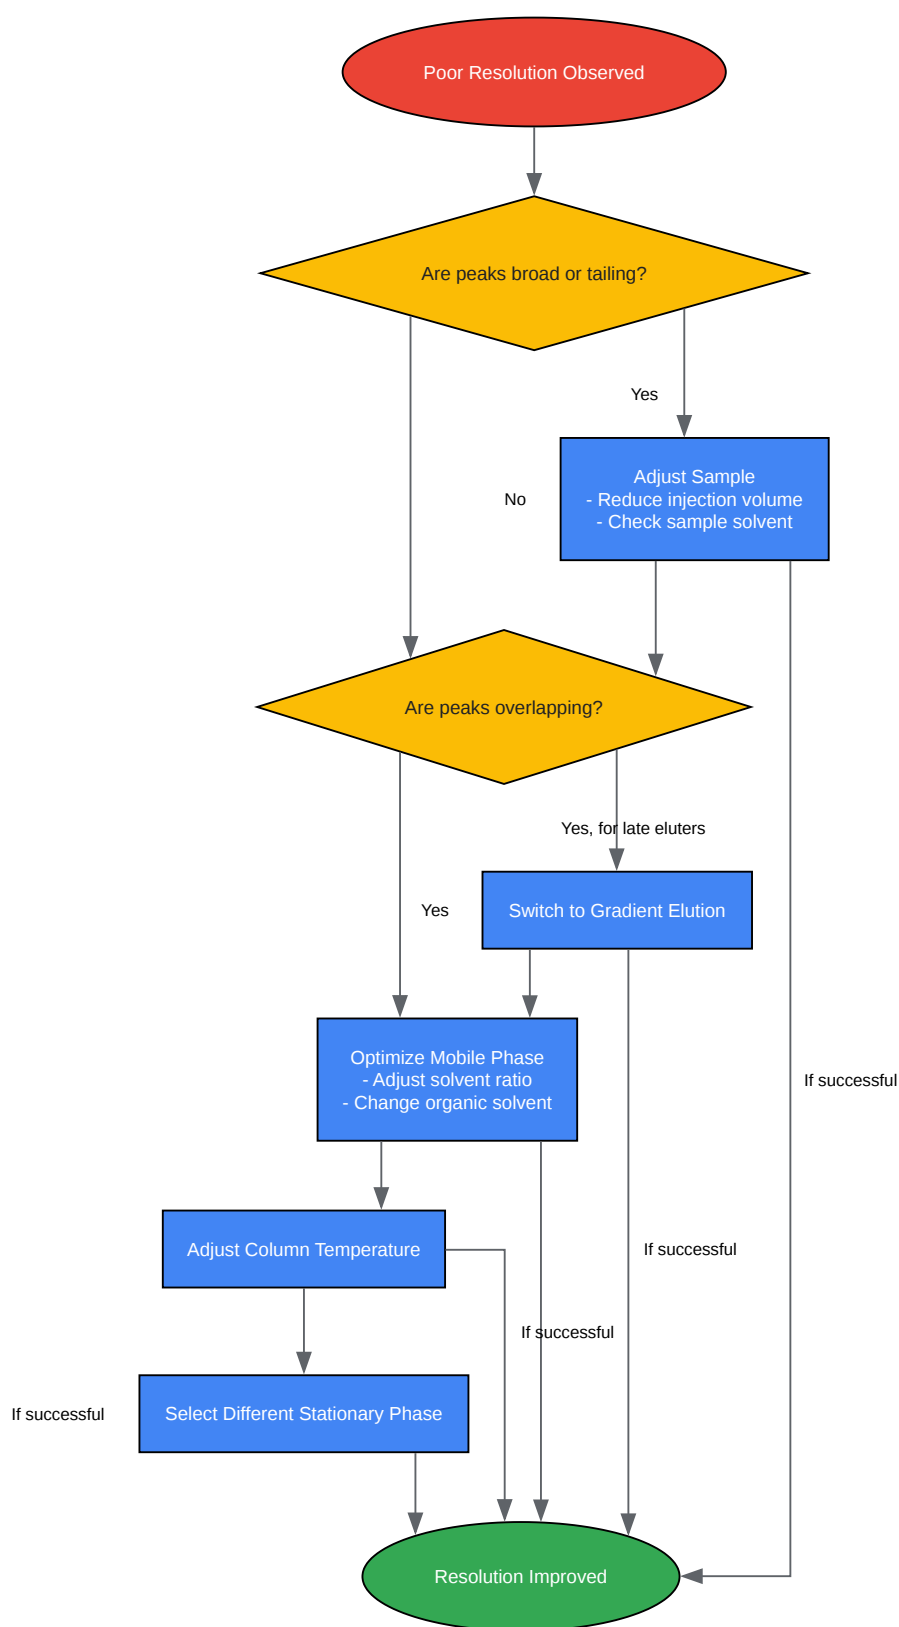 Poor Resolution Observed
Are peaks broad or tailing?
Yes
Adjust Sample
- Reduce injection volume
- Check sample solvent
No
Are peaks overlapping?
Yes, for late eluters
Switch to Gradient Elution
Yes
Optimize Mobile Phase
- Adjust solvent ratio
- Change organic solvent
If successful
Adjust Column Temperature
If successful
If successful
Select Different Stationary Phase
If successful
Resolution Improved